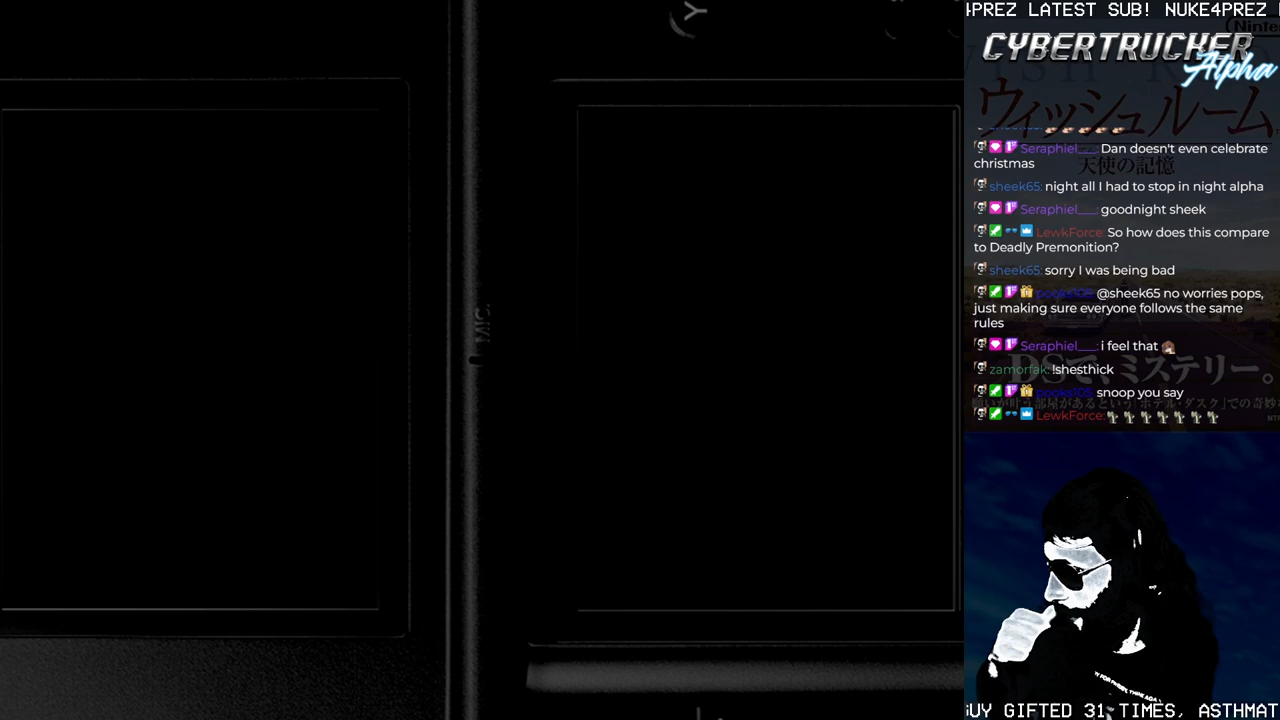 4PREZ LATEST SUB! NUKE4PREZ
CYBERTRUCKER
Alpha
ウィッシュルーム
天使の記憶
Seraphiel___: Dan doesn't even celebrate
christmas
sheek65: night all I had to stop in night alpha
Seraphiel___: goodnight sheek
LewkForce: So how does this compare
to Deadly Premonition?
sheek65: sorry I was being bad
pooks105: @sheek65 no worries pops,
just making sure everyone follows the same
rules
Seraphiel___: i feel that
zamorfak: !shesthick
DSで、ミステリー。
pooks105: snoop you say
LewkForce:
MIC.
Y
GUY GIFTED 31 TIMES, ASTHMAT